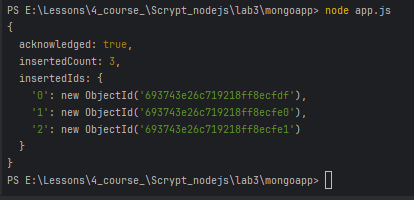 PS E:\Lessons\4_course_\Scrypt_nodejs\lab3\mongoapp> node app.js
{
  acknowledged: true,
  insertedCount: 3,
  insertedIds: {
    '0': new ObjectId('693743e26c719218ff8ecfdf'),
    '1': new ObjectId('693743e26c719218ff8ecfe0'),
    '2': new ObjectId('693743e26c719218ff8ecfe1')
  }
}
PS E:\Lessons\4_course_\Scrypt_nodejs\lab3\mongoapp>